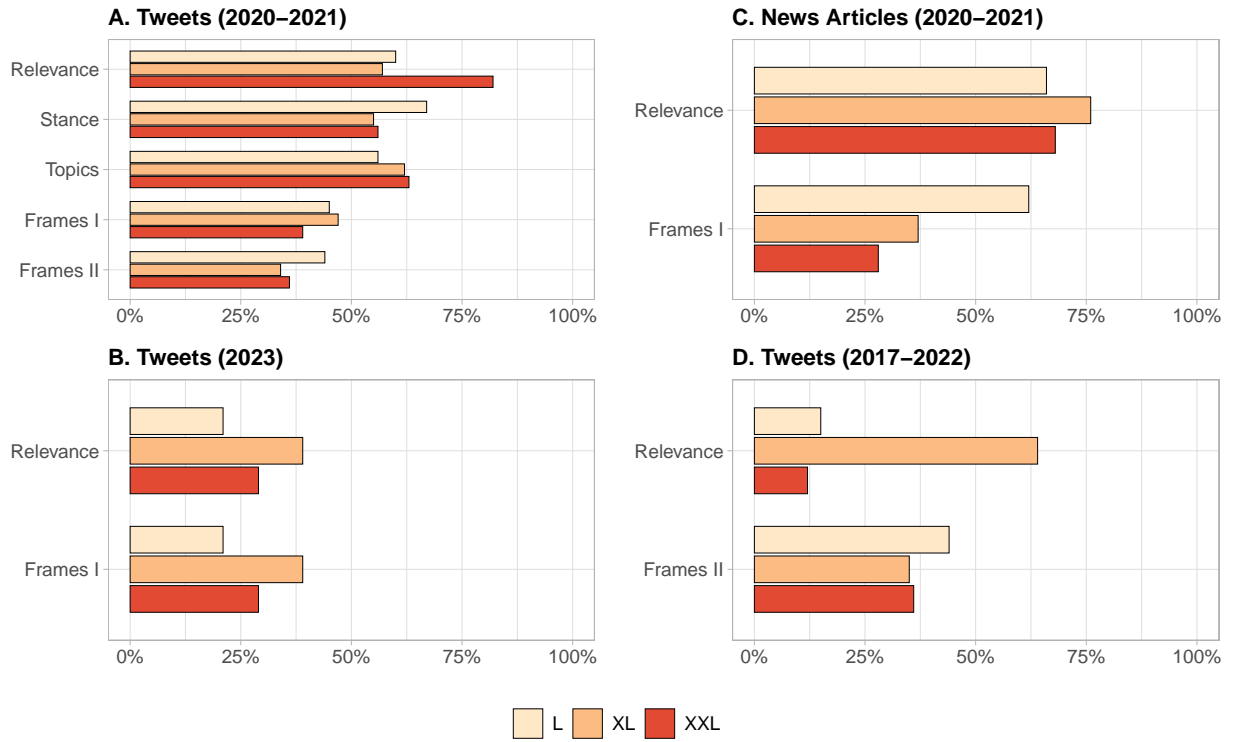 A. Tweets (2020–2021)
Relevance
Stance
Topics
Frames I
Frames II
0% 25% 50% 75% 100%
C. News Articles (2020–2021)
Relevance
Frames I
0% 25% 50% 75% 100%
B. Tweets (2023)
Relevance
Frames I
0% 25% 50% 75% 100%
D. Tweets (2017–2022)
Relevance
Frames II
0% 25% 50% 75% 100%
L XL XXL